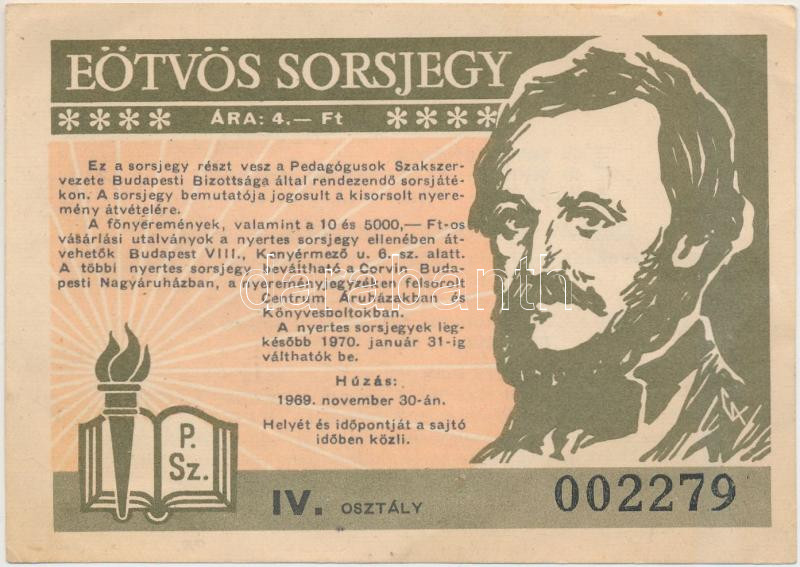 EÖTVÖS SORSJEGY
**** ÁRA: 4.— Ft ****
Ez a sorsjegy részt vesz a Pedagógusok Szakszer-
vezete Budapesti Bizottsága által rendezendő sorsjáté-
kon. A sorsjegy bemutatója jogosult a kisorsolt nyere-
mény átvételére.
A főnyeremények, valamint a 10 és 5000,— Ft-os
vásárlási utalványok a nyertes sorsjegy ellenében át-
vehetők Budapest VIII., Kenyérmező u. 6. sz. alatt.
A többi nyertes sorsjegy beváltható a Corvin Buda-
pesti Nagyáruházban, a nyereményjegyzéken felsorolt
Centrum Áruházakban és
Könyvesboltokban.
A nyertes sorsjegyek leg-
később 1970. január 31-ig
válthatók be.
Húzás:
1969. november 30-án.
Helyét és időpontját a sajtó
időben közli.
P.
Sz.
IV. OSZTÁLY
002279
darabanth